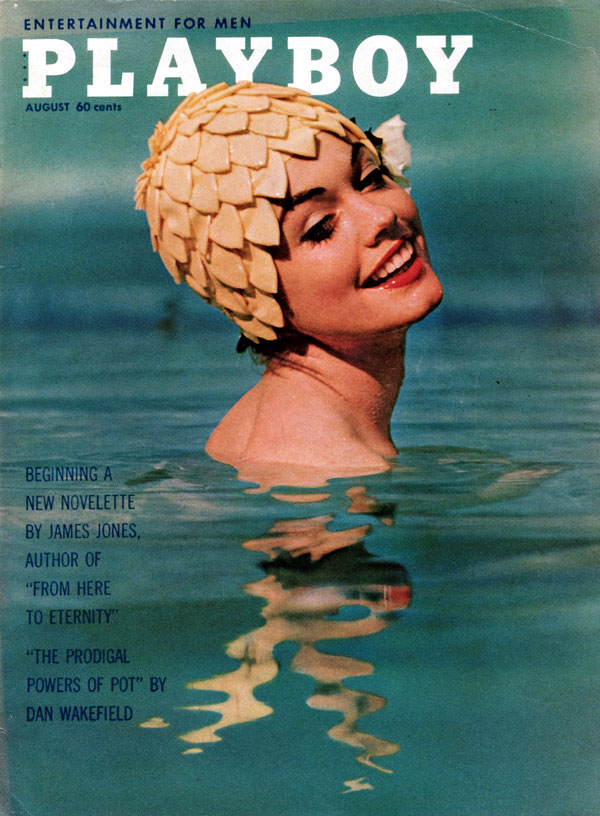 ENTERTAINMENT FOR MEN
PLAYBOY
AUGUST 60 cents
BEGINNING A
NEW NOVELETTE
BY JAMES JONES,
AUTHOR OF
"FROM HERE
TO ETERNITY"
"THE PRODIGAL
POWERS OF POT" BY
DAN WAKEFIELD